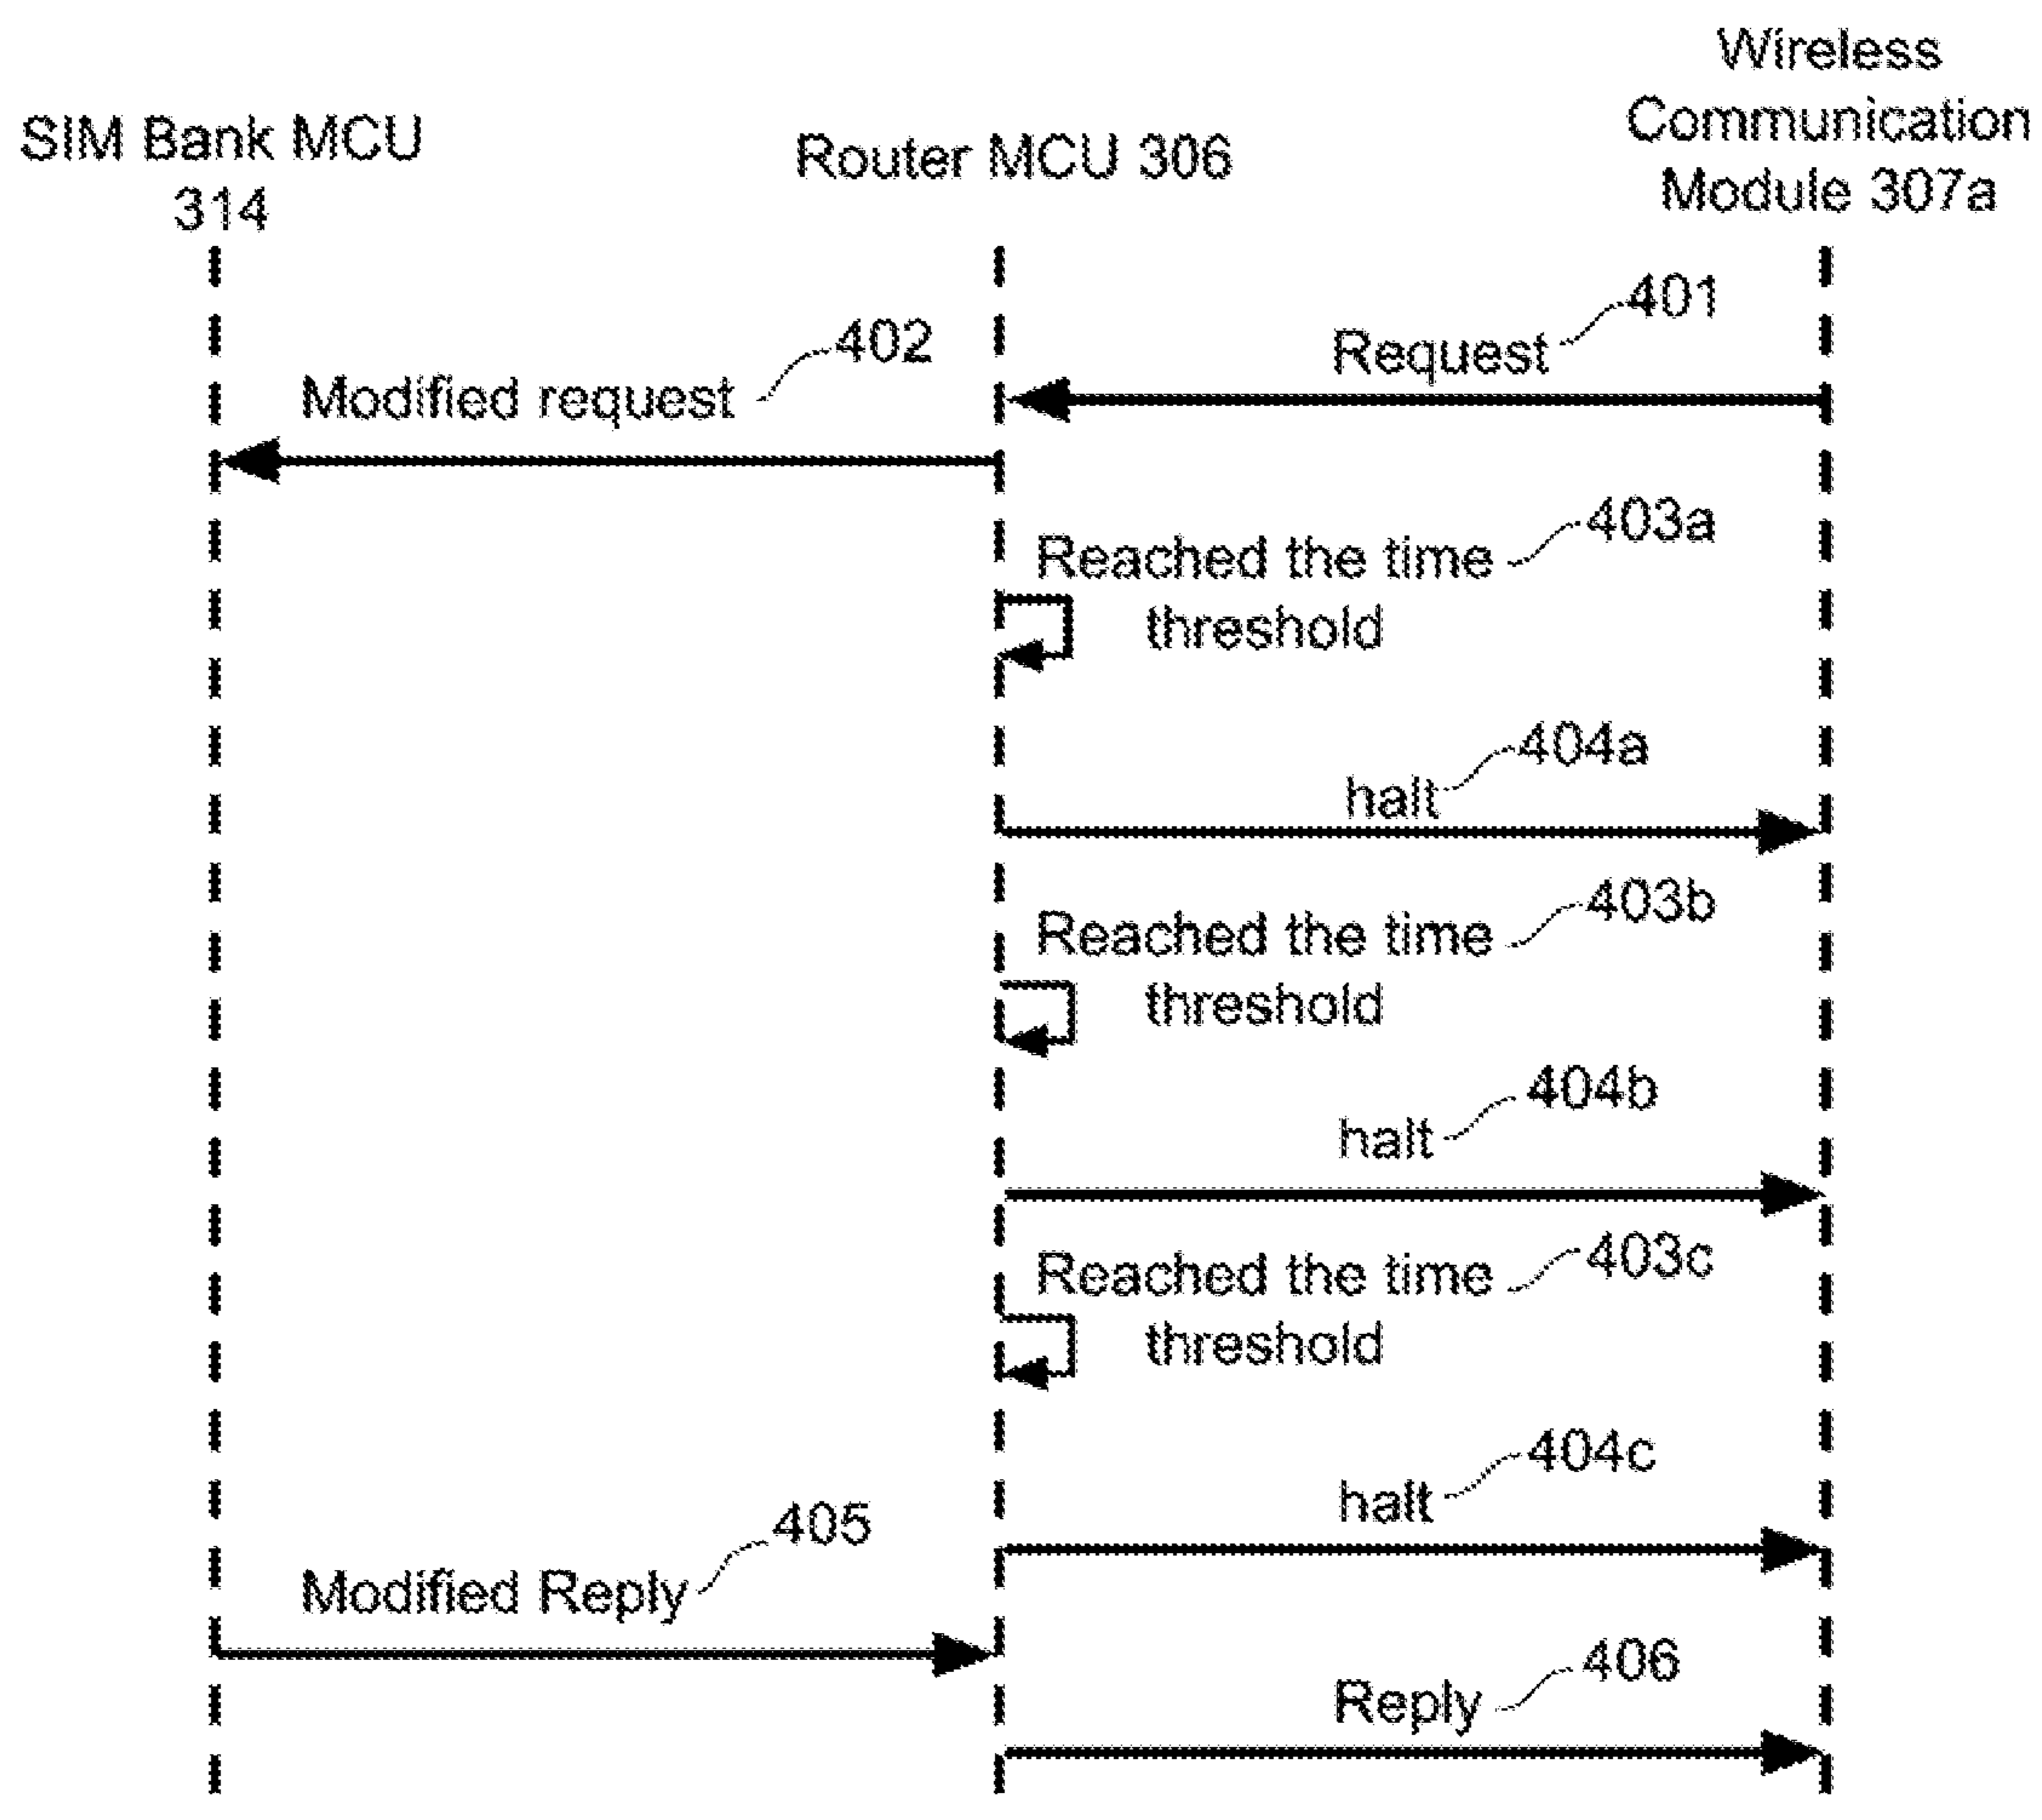 Wireless
Communication
Module 307a
SIM Bank MCU
314
Router MCU 306
401
Request
402
Modified request
403a
Reached the time
threshold
404a
halt
403b
Reached the time
threshold
404b
halt
403c
Reached the time
threshold
404c
halt
405
Modified Reply
406
Reply